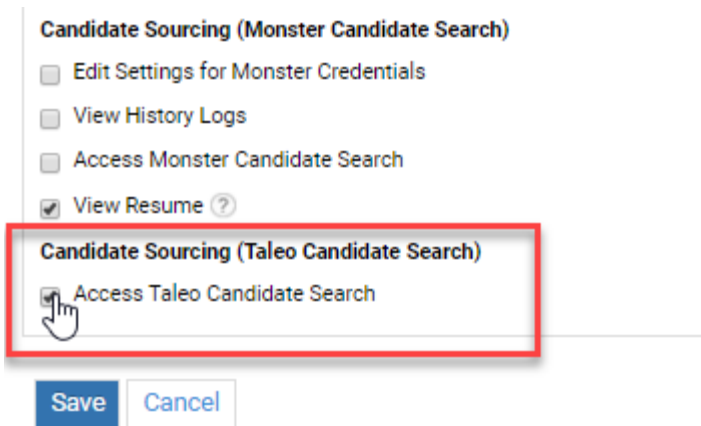 Candidate Sourcing (Monster Candidate Search)
Edit Settings for Monster Credentials
View History Logs
Access Monster Candidate Search
View Resume ?
Candidate Sourcing (Taleo Candidate Search)
Access Taleo Candidate Search
Save Cancel